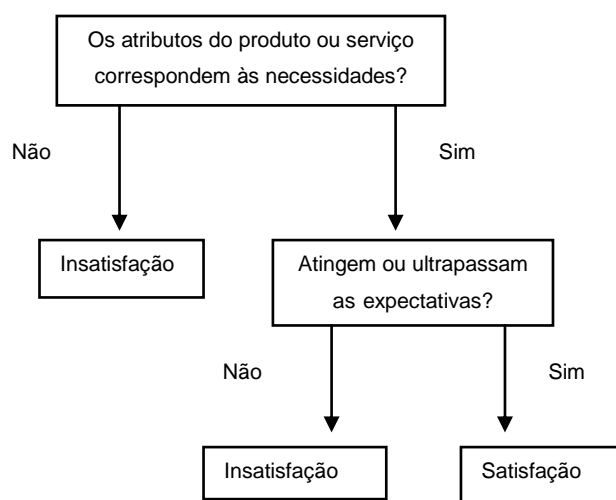 Os atributos do produto ou serviço
correspondem às necessidades?
Não
Sim
Insatisfação
Atingem ou ultrapassam
as expectativas?
Não
Sim
Insatisfação
Satisfação